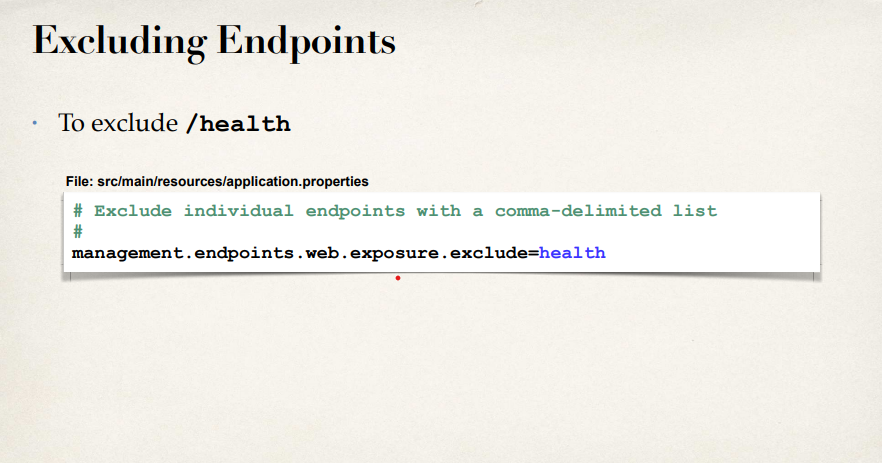 Excluding Endpoints
• To exclude /health
File: src/main/resources/application.properties
# Exclude individual endpoints with a comma-delimited list
#
management.endpoints.web.exposure.exclude=health